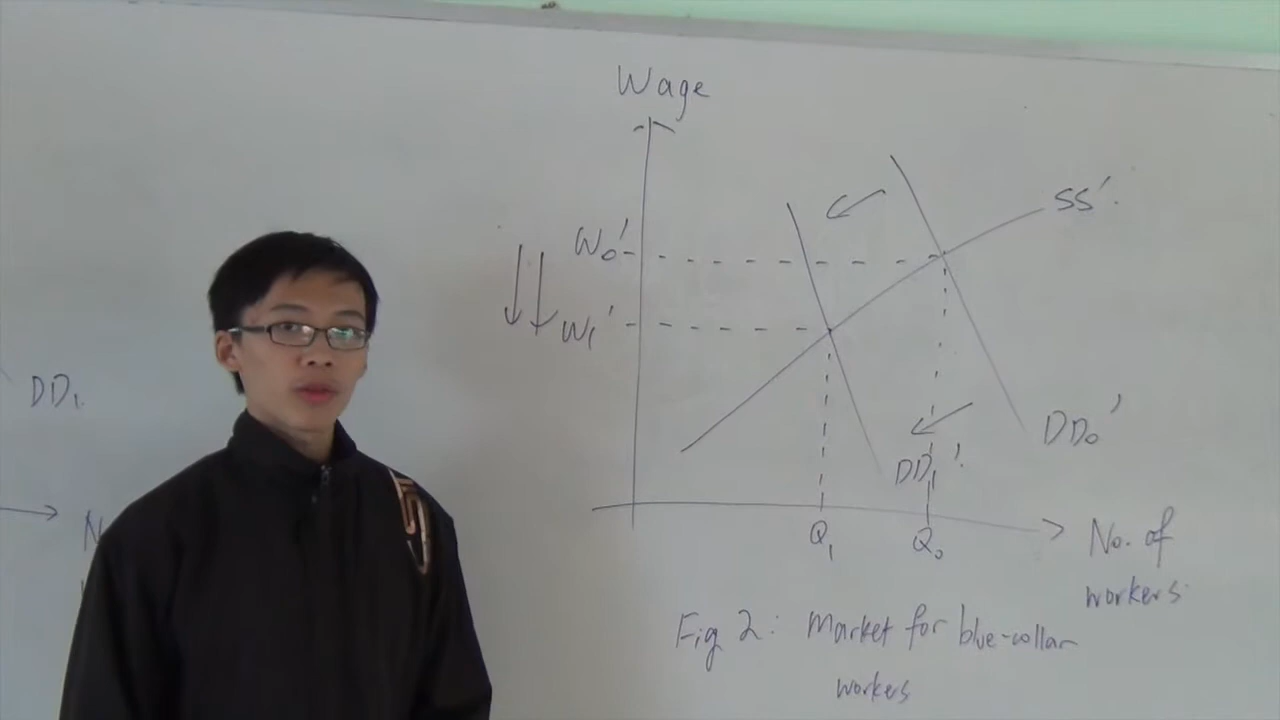 Wage
SS'.
W₀'
W₁'
DD₁
DD₀'
DD₁'.
N
Q₁ Q₀
No. of
workers.
Fig 2: Market for blue-collar
workers